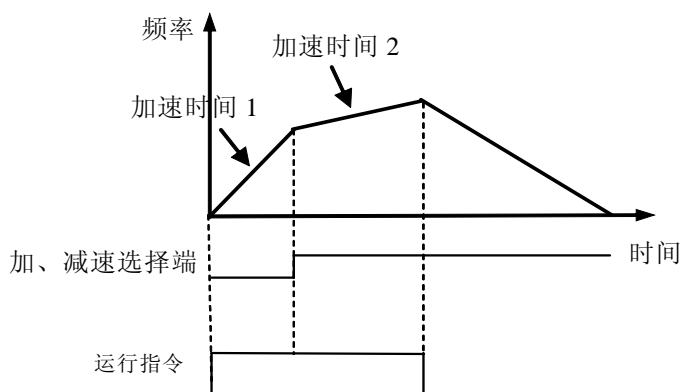 频率
加速时间 2
加速时间 1
时间
加、减速选择端
运行指令